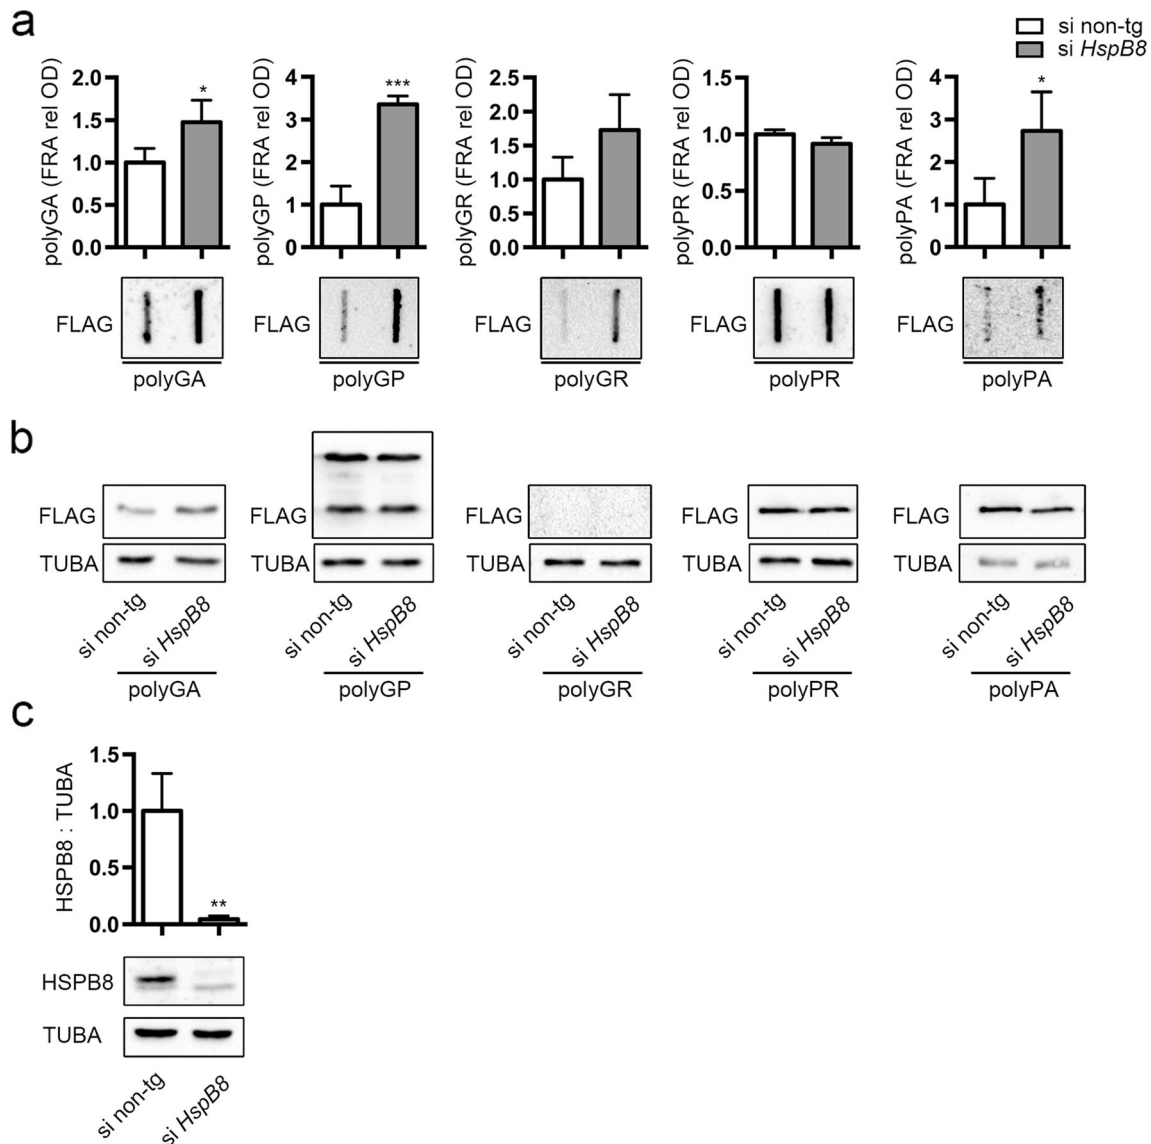 a
si non-tg
si HspB8
polyGA (FRA rel OD)
2.0
1.5
1.0
0.5
0.0
*
polyGP (FRA rel OD)
4
3
2
1
0
***
polyGR (FRA rel OD)
2.5
2.0
1.5
1.0
0.5
0.0
polyPR (FRA rel OD)
1.5
1.0
0.5
0.0
polyPA (FRA rel OD)
4
3
2
1
0
*
FLAG
FLAG
FLAG
FLAG
FLAG
polyGA
polyGP
polyGR
polyPR
polyPA
b
FLAG
FLAG
FLAG
FLAG
FLAG
TUBA
TUBA
TUBA
TUBA
TUBA
si non-tg
si HspB8
si non-tg
si HspB8
si non-tg
si HspB8
si non-tg
si HspB8
si non-tg
si HspB8
polyGA
polyGP
polyGR
polyPR
polyPA
c
HSPB8 : TUBA
1.5
1.0
0.5
0.0
**
HSPB8
TUBA
si non-tg
si HspB8